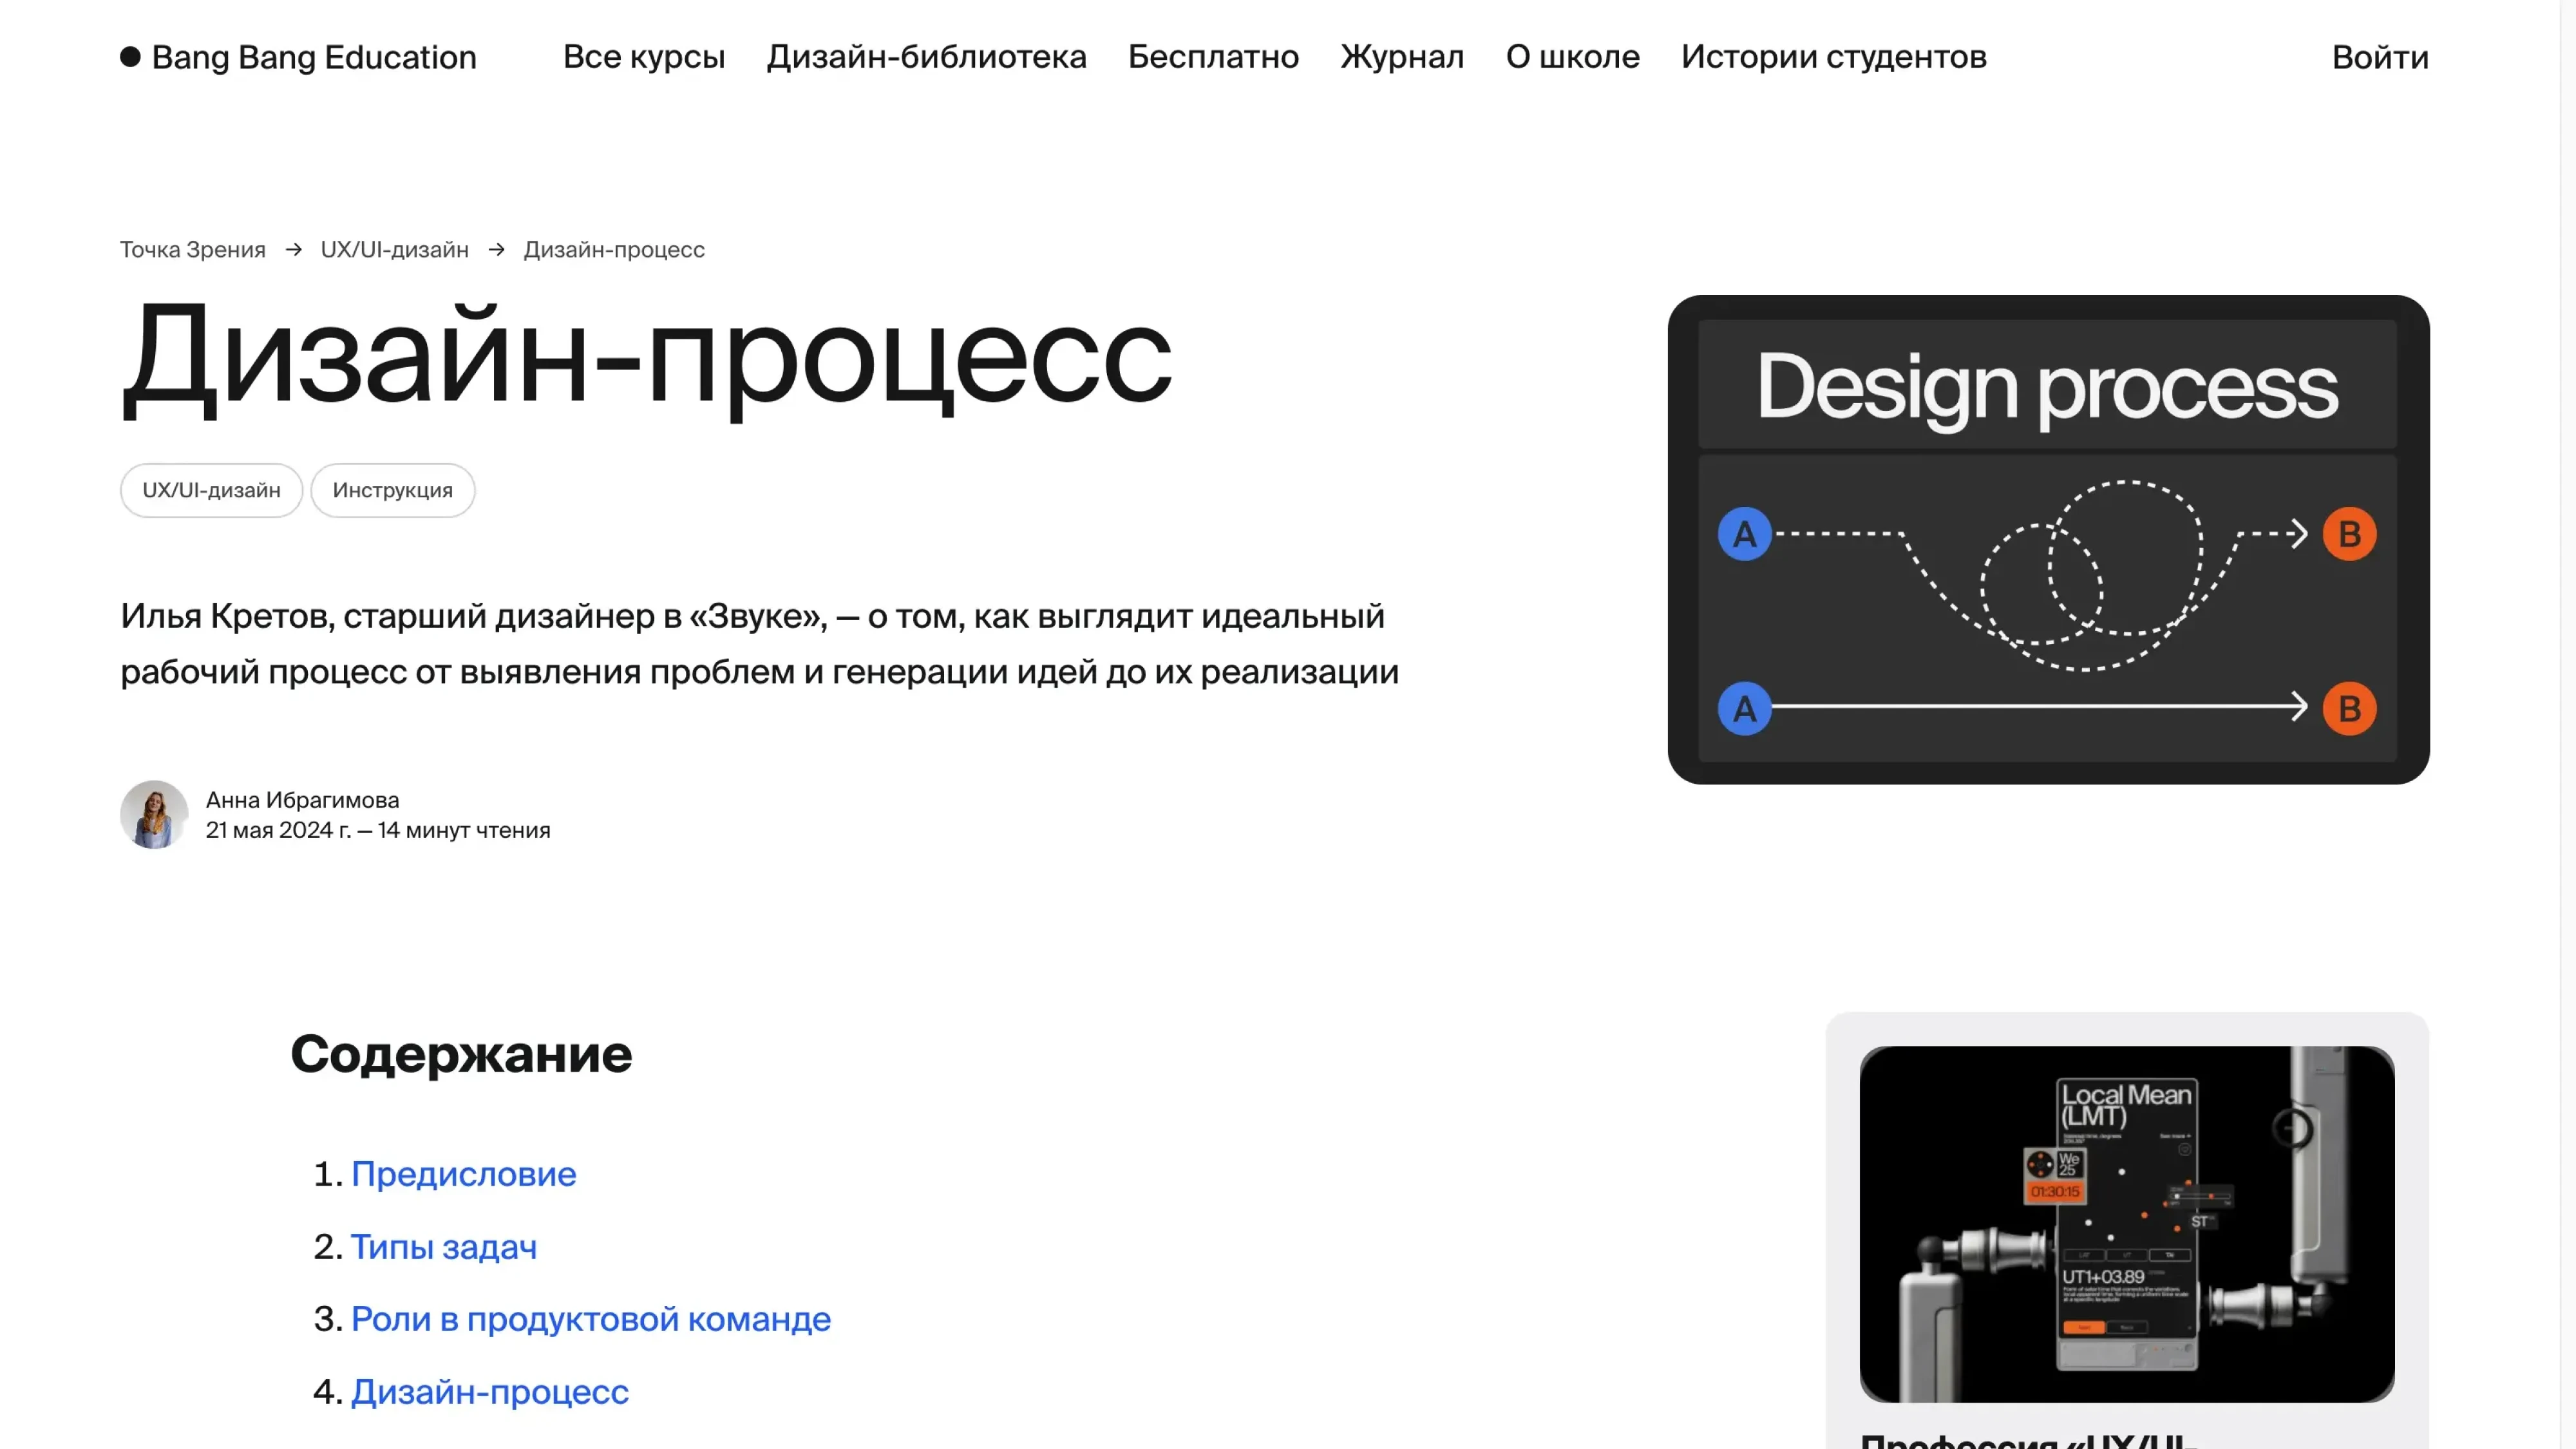 Bang Bang Education Все курсы Дизайн-библиотека Бесплатно Журнал О школе Истории студентов Войти
Точка Зрения → UX/UI-дизайн → Дизайн-процесс
Дизайн-процесс
UX/UI-дизайн Инструкция
Илья Кретов, старший дизайнер в «Звуке», — о том, как выглядит идеальный
рабочий процесс от выявления проблем и генерации идей до их реализации
Анна Ибрагимова
21 мая 2024 г. — 14 минут чтения
Design process
A B
A B
Содержание
1. Предисловие
2. Типы задач
3. Роли в продуктовой команде
4. Дизайн-процесс
Local Mean
(LMT)
We
25
01:30:15
ST
UT1+03.89
Профессия «UX/UI-